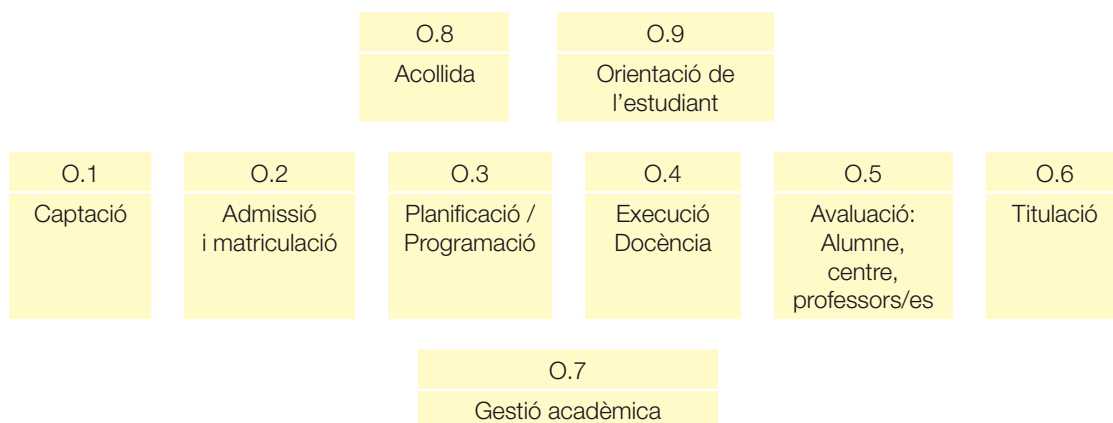 O.8
Acollida
O.9
Orientació de
l’estudiant
O.1
Captació
O.2
Admissió
i matriculació
O.3
Planificació /
Programació
O.4
Execució
Docència
O.5
Avaluació:
Alumne,
centre,
professors/es
O.6
Titulació
O.7
Gestió acadèmica